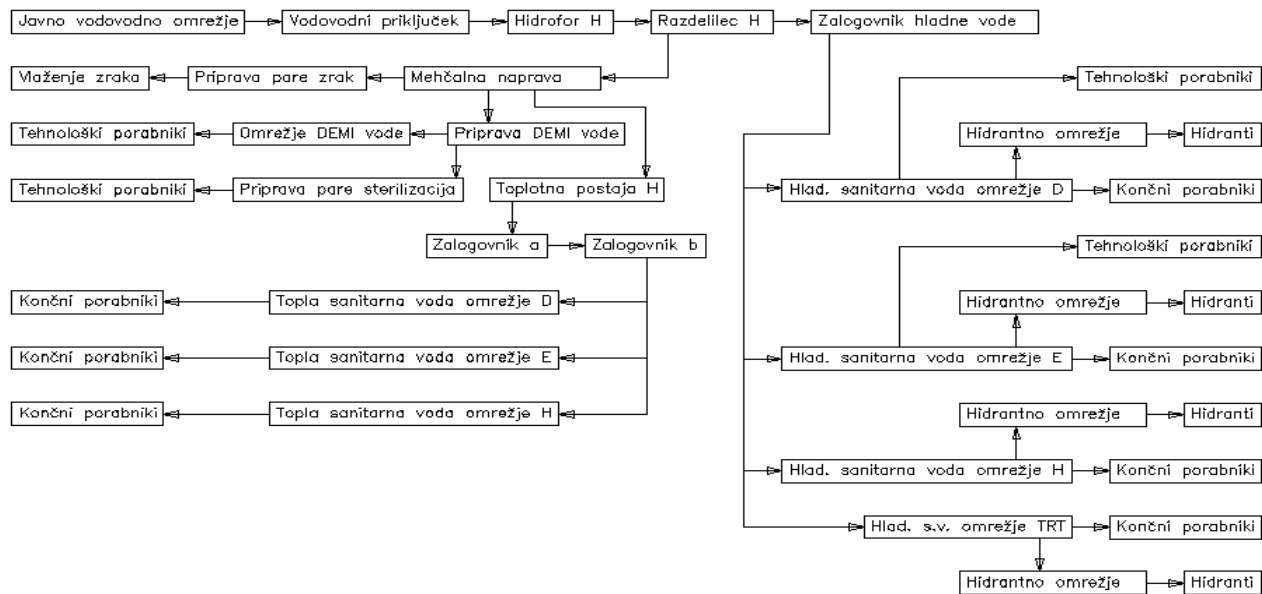 Javno vodovodno omrežje
Vodovodni priključek
Hidrofor H
Razdelilec H
Zalogovnik hladne vode
Vlaženje zraka
Priprava pare zrak
Mehčalna naprava
Tehnološki porabniki
Tehnološki porabniki
Omrežje DEMI vode
Priprava DEMI vode
Hidrantno omrežje
Hidranti
Tehnološki porabniki
Priprava pare sterilizacija
Toplotna postaja H
Hlad. sanitarna voda omrežje D
Končni porabniki
Zalogovnik a
Zalogovnik b
Tehnološki porabniki
Končni porabniki
Topla sanitarna voda omrežje D
Hidrantno omrežje
Hidranti
Končni porabniki
Topla sanitarna voda omrežje E
Hlad. sanitarna voda omrežje E
Končni porabniki
Končni porabniki
Topla sanitarna voda omrežje H
Hidrantno omrežje
Hidranti
Hlad. sanitarna voda omrežje H
Končni porabniki
Hlad. s.v. omrežje TRT
Končni porabniki
Hidrantno omrežje
Hidranti